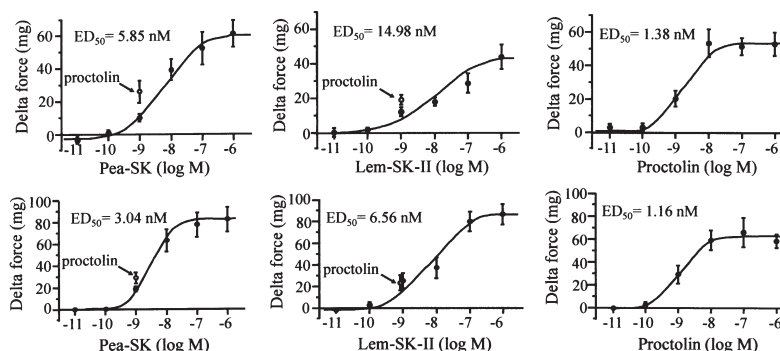 Delta force (mg)
60
40
20
0
ED50= 5.85 nM
proctolin
-11 -10 -9 -8 -7 -6
Pea-SK (log M)
Delta force (mg)
60
40
20
0
ED50= 14.98 nM
proctolin
-11 -10 -9 -8 -7 -6
Lem-SK-II (log M)
Delta force (mg)
60
40
20
0
ED50= 1.38 nM
-11 -10 -9 -8 -7 -6
Proctolin (log M)
Delta force (mg)
100
80
60
40
20
0
ED50= 3.04 nM
proctolin
-11 -10 -9 -8 -7 -6
Pea-SK (log M)
Delta force (mg)
100
80
60
40
20
0
ED50= 6.56 nM
proctolin
-11 -10 -9 -8 -7 -6
Lem-SK-II (log M)
Delta force (mg)
100
80
60
40
20
0
ED50= 1.16 nM
-11 -10 -9 -8 -7 -6
Proctolin (log M)